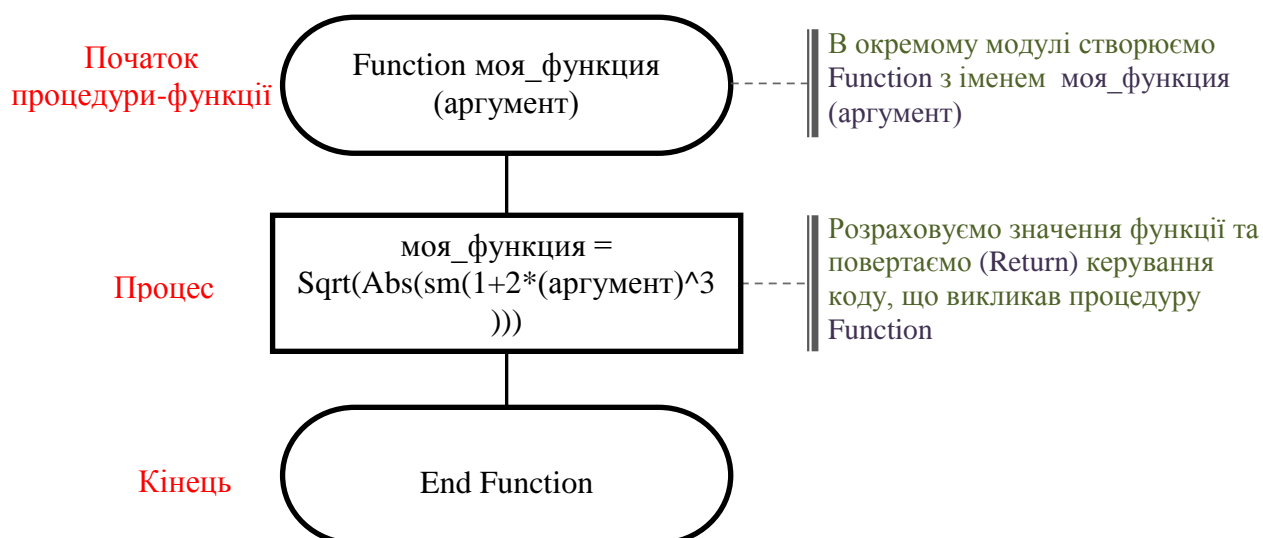 Початок
процедури-функції
Function моя_функция
(аргумент)
В окремому модулі створюємо
Function з іменем моя_функция
(аргумент)
Процес
моя_функция =
Sqrt(Abs(sm(1+2*(аргумент)^3
)))
Розраховуємо значення функції та
повертаємо (Return) керування
коду, що викликав процедуру
Function
Кінець
End Function